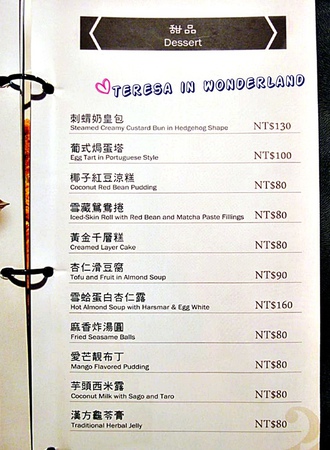 甜品
Dessert
TERESA IN WONDERLAND
刺蝟奶皇包
Steamed Creamy Custard Bun in Hedgehog Shape NT$130
葡式焗蛋塔
Egg Tart in Portuguese Style NT$100
椰子紅豆涼糕
Coconut Red Bean Pudding NT$80
雪藏鴛鴦捲
Iced-Skin Roll with Red Bean and Matcha Paste Fillings NT$80
黃金千層糕
Creamed Layer Cake NT$80
杏仁滑豆腐
Tofu and Fruit in Almond Soup NT$90
雪蛤蛋白杏仁露
Hot Almond Soup with Harsmar & Egg White NT$160
麻香炸湯圓
Fried Seasame Balls NT$80
愛芒靚布丁
Mango Flavored Pudding NT$80
芋頭西米露
Coconut Milk with Sago and Taro NT$80
漢方龜苓膏
Traditional Herbal Jelly NT$80